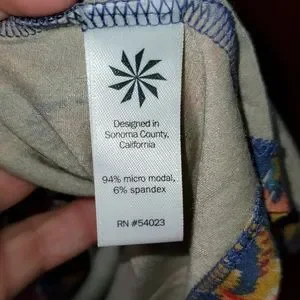 Designed in
Sonoma County,
California
94% micro modal,
6% spandex
RN #54023